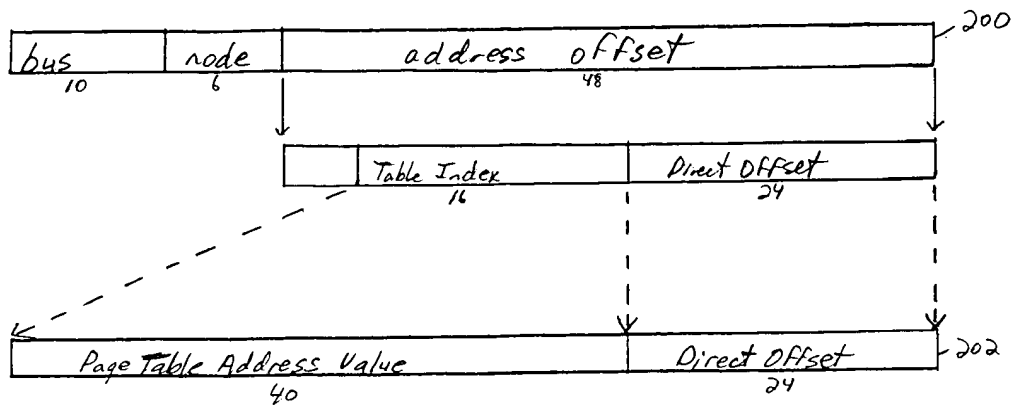 bus node address offset 200
10 6 48
Table Index Direct Offset
16 24
Page Table Address Value Direct Offset 202
40 24